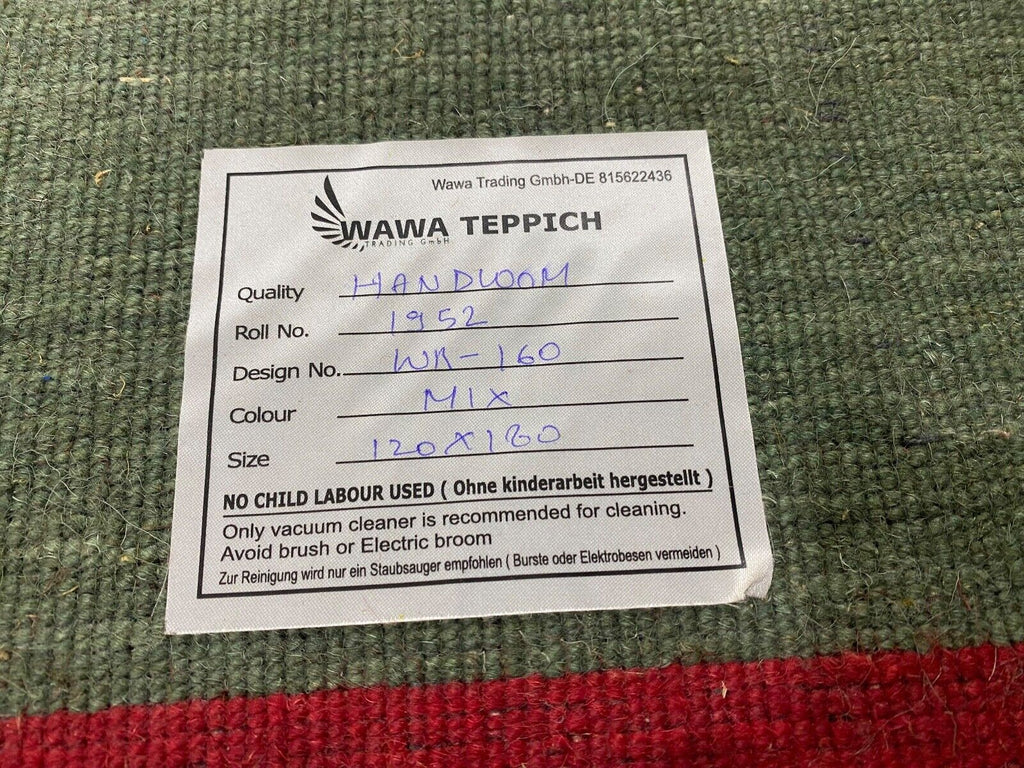 Wawa Trading Gmbh-DE 815622436
WAWA TEPPICH
TRADING GmbH
Quality HANDLOOM
Roll No. 1952
Design No. WR-160
Colour MIX
Size 120X180
NO CHILD LABOUR USED ( Ohne kinderarbeit hergestellt )
Only vacuum cleaner is recommended for cleaning.
Avoid brush or Electric broom
Zur Reinigung wird nur ein Staubsauger empfohlen ( Burste oder Elektrobesen vermeiden )